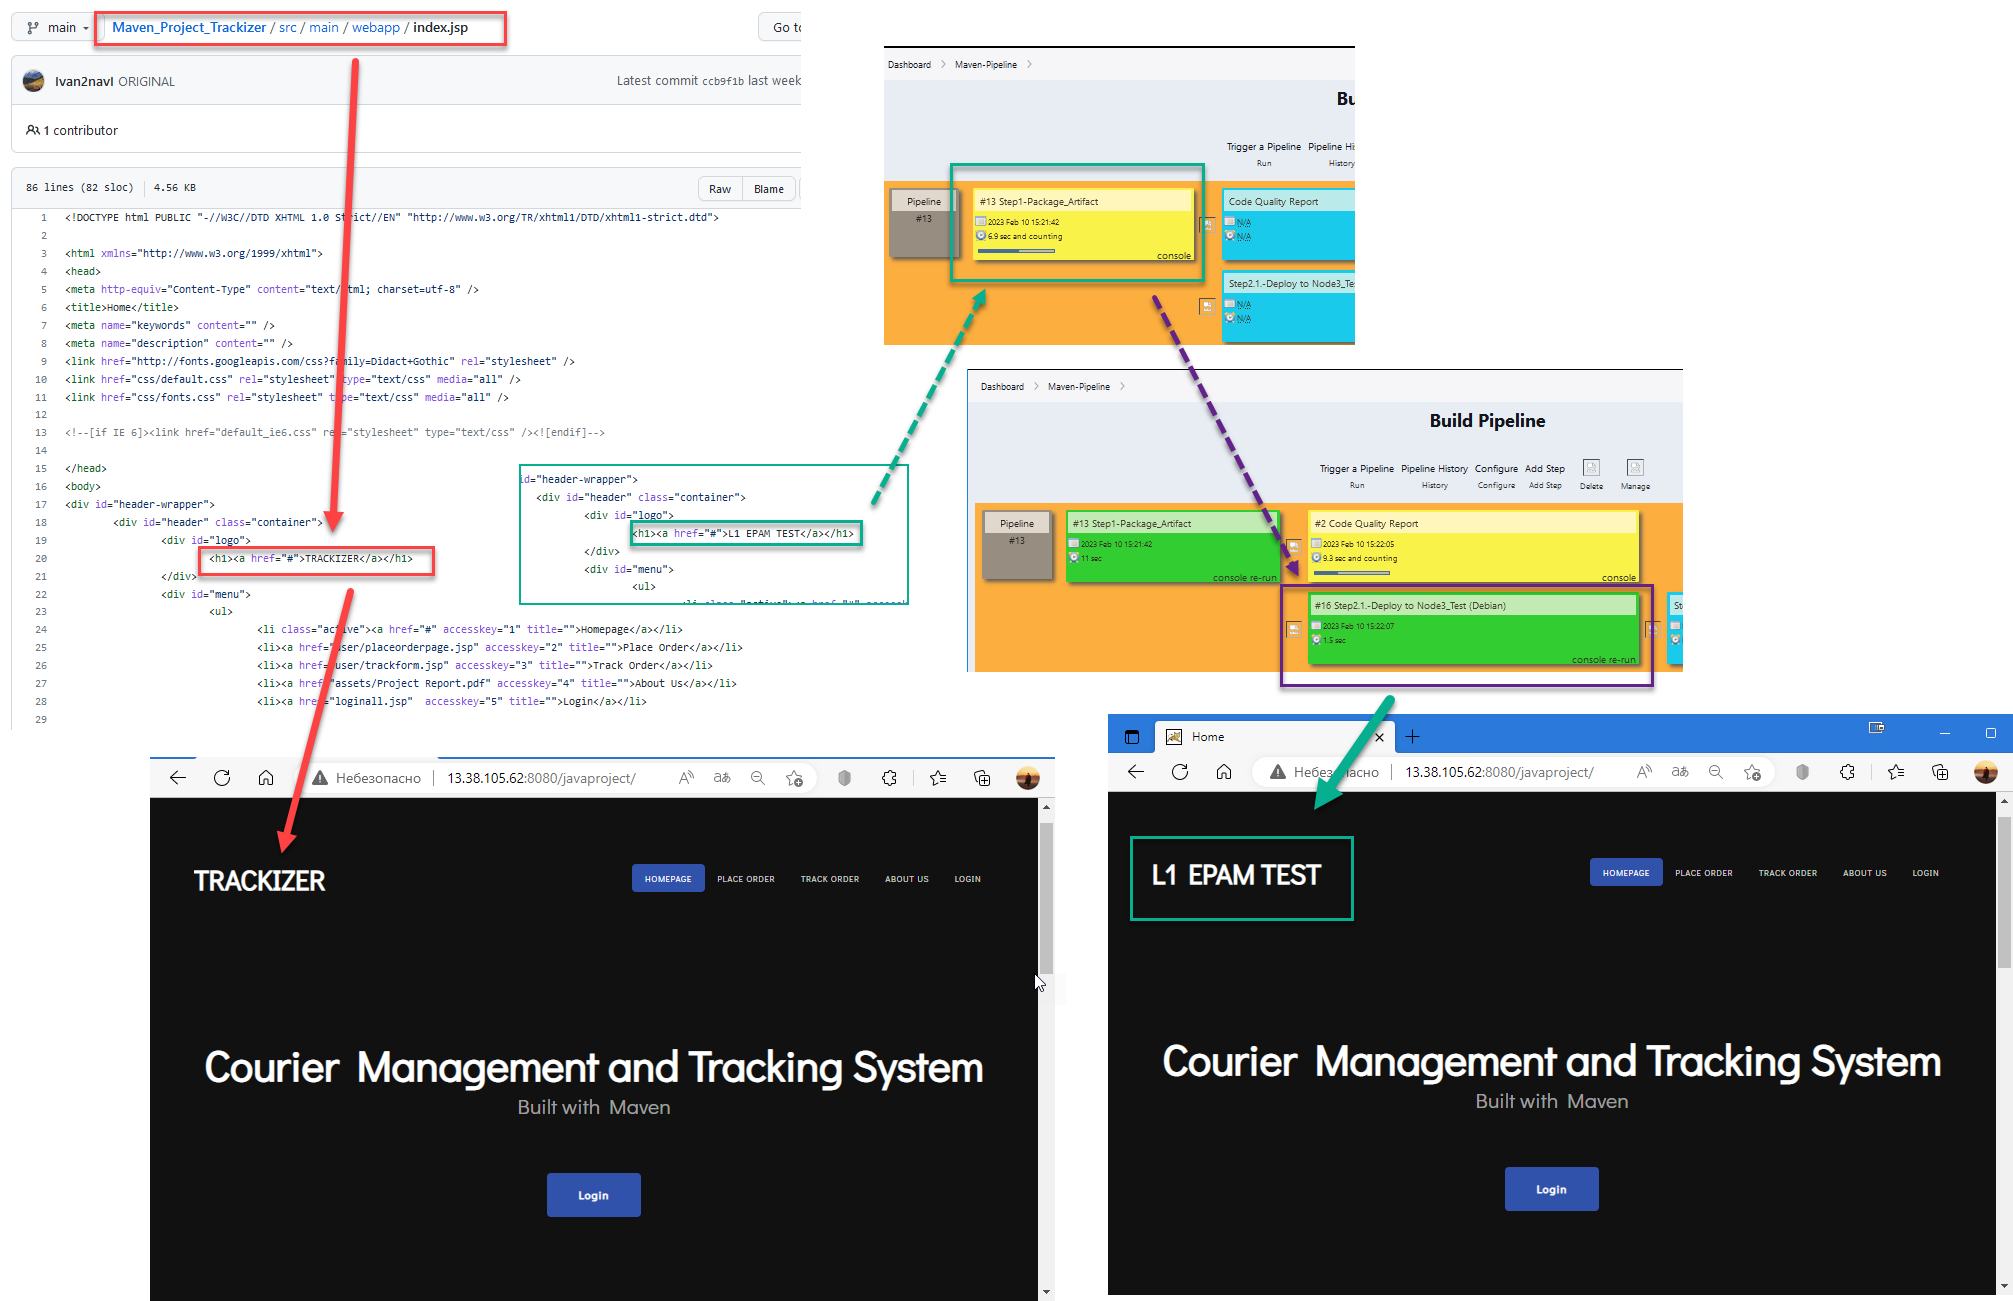 main
Maven_Project_Trackizer / src / main / webapp / index.jsp
Go to
Ivan2navI ORIGINAL
Latest commit ccb9f1b last week
1 contributor
86 lines (82 sloc) 4.56 KB
Raw Blame
1 <!DOCTYPE html PUBLIC "-//W3C//DTD XHTML 1.0 Strict//EN" "http://www.w3.org/TR/xhtml1/DTD/xhtml1-strict.dtd">
2
3 <html xmlns="http://www.w3.org/1999/xhtml">
4 <head>
5 <meta http-equiv="Content-Type" content="text/html; charset=utf-8" />
6 <title>Home</title>
7 <meta name="keywords" content="" />
8 <meta name="description" content="" />
9 <link href="http://fonts.googleapis.com/css?family=Didact+Gothic" rel="stylesheet" />
10 <link href="css/default.css" rel="stylesheet" type="text/css" media="all" />
11 <link href="css/fonts.css" rel="stylesheet" type="text/css" media="all" />
12
13 <!--[if IE 6]><link href="default_ie6.css" rel="stylesheet" type="text/css" /><![endif]-->
14
15 </head>
16 <body>
17 <div id="header-wrapper">
18 <div id="header" class="container">
19 <div id="logo">
20 <h1><a href="#">TRACKIZER</a></h1>
21 </div>
22 <div id="menu">
23 <ul>
24 <li class="active"><a href="#" accesskey="1" title="">Homepage</a></li>
25 <li><a href="user/placeorderpage.jsp" accesskey="2" title="">Place Order</a></li>
26 <li><a href="user/trackform.jsp" accesskey="3" title="">Track Order</a></li>
27 <li><a href="assets/Project Report.pdf" accesskey="4" title="">About Us</a></li>
28 <li><a href="loginall.jsp" accesskey="5" title="">Login</a></li>
29
id="header-wrapper">
<div id="header" class="container">
<div id="logo">
<h1><a href="#">L1 EPAM TEST</a></h1>
</div>
<div id="menu">
<ul>
Dashboard Maven-Pipeline
Bu
Trigger a Pipeline Pipeline His
Run History
Pipeline
#13
#13 Step1-Package_Artifact
2023 Feb 10 15:21:42
6.9 sec and counting
console
Code Quality Report
N/A
N/A
Step2.1.-Deploy to Node3_Tes
N/A
N/A
Dashboard Maven-Pipeline
Build Pipeline
Trigger a Pipeline Pipeline History Configure Add Step
Run History Configure Add Step Delete Manage
Pipeline
#13
#13 Step1-Package_Artifact
2023 Feb 10 15:21:42
11 sec
console re-run
#2 Code Quality Report
2023 Feb 10 15:22:05
9.3 sec and counting
console
#16 Step2.1.-Deploy to Node3_Test (Debian)
2023 Feb 10 15:22:07
1.5 sec
console re-run
St
Небезопасно 13.38.105.62:8080/javaproject/
TRACKIZER
HOMEPAGE PLACE ORDER TRACK ORDER ABOUT US LOGIN
Courier Management and Tracking System
Built with Maven
Login
Home
Небезопасно 13.38.105.62:8080/javaproject/
L1 EPAM TEST
HOMEPAGE PLACE ORDER TRACK ORDER ABOUT US LOGIN
Courier Management and Tracking System
Built with Maven
Login